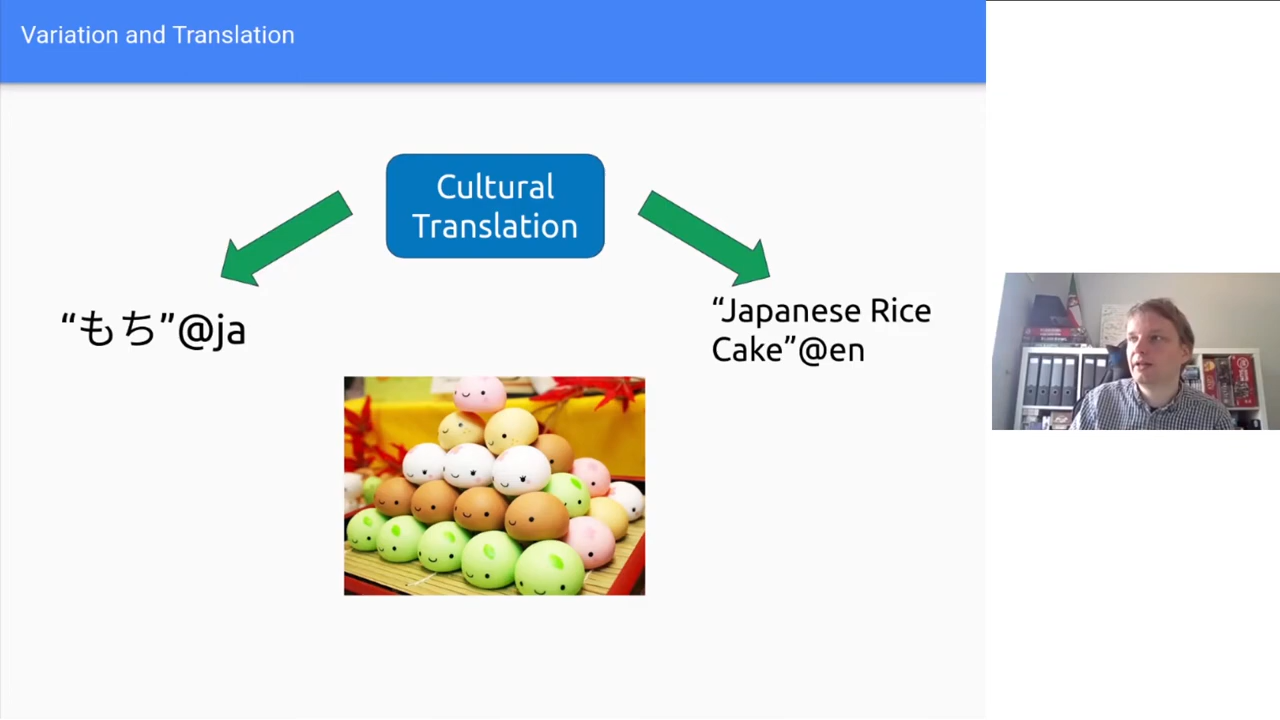 Variation and Translation
Cultural
Translation
“もち”@ja
“Japanese Rice
Cake”@en